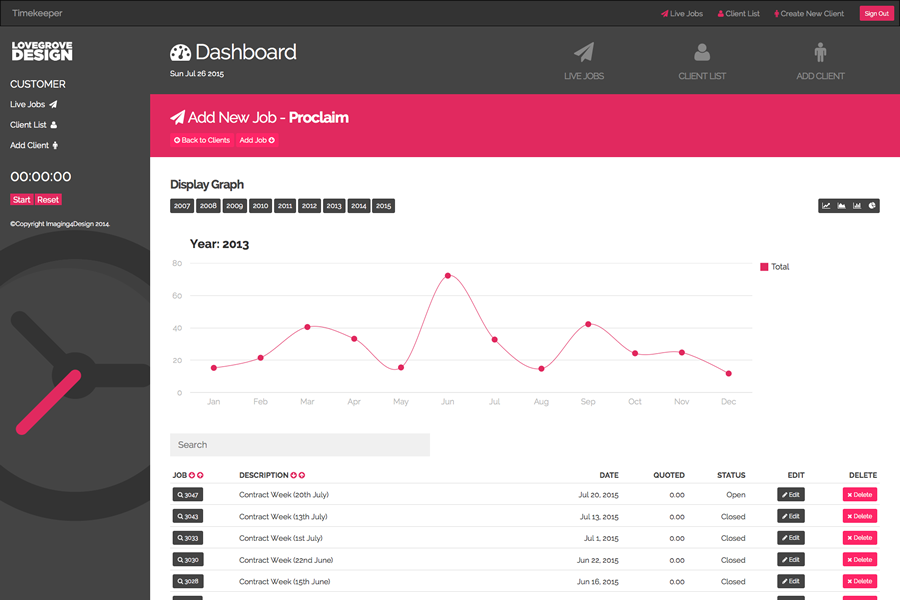 Timekeeper
Live Jobs Client List Create New Client Sign Out
LOVEGROVE
DESIGN
CUSTOMER
Live Jobs
Client List
Add Client
00:00:00
Start Reset
©Copyright Imaging4Design 2014.
Dashboard
Sun Jul 26 2015
LIVE JOBS CLIENT LIST ADD CLIENT
Add New Job - Proclaim
Back to Clients Add Job
Display Graph
2007 2008 2009 2010 2011 2012 2013 2014 2015
Year: 2013
Total
80
60
40
20
0
Jan Feb Mar Apr May Jun Jul Aug Sep Oct Nov Dec
Search
JOB DESCRIPTION DATE QUOTED STATUS EDIT DELETE
3047 Contract Week (20th July) Jul 20, 2015 0.00 Open Edit Delete
3043 Contract Week (13th July) Jul 13, 2015 0.00 Closed Edit Delete
3033 Contract Week (1st July) Jul 1, 2015 0.00 Closed Edit Delete
3030 Contract Week (22nd June) Jun 22, 2015 0.00 Closed Edit Delete
3028 Contract Week (15th June) Jun 16, 2015 0.00 Closed Edit Delete